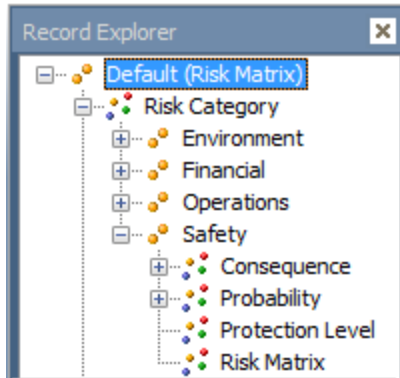 Record Explorer
Default (Risk Matrix)
Risk Category
Environment
Financial
Operations
Safety
Consequence
Probability
Protection Level
Risk Matrix